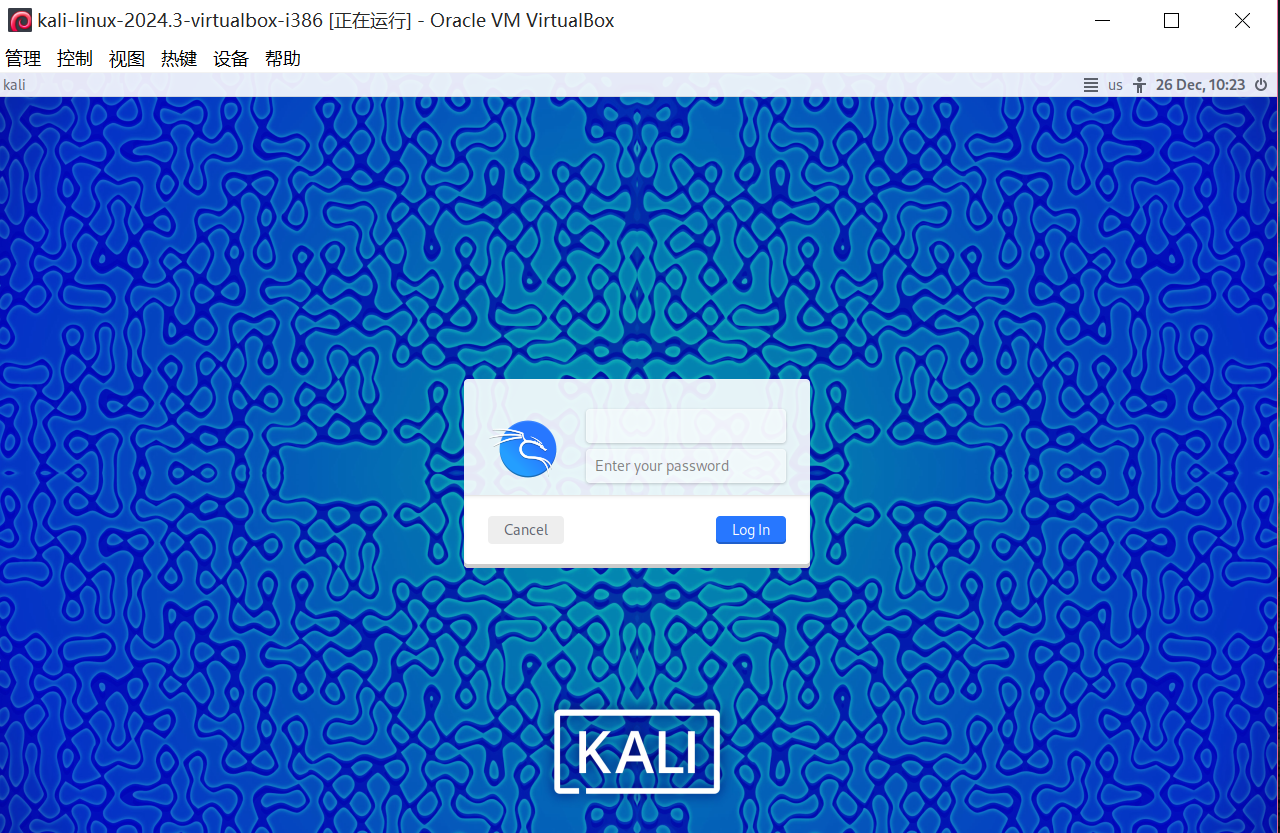 kali-linux-2024.3-virtualbox-i386 [正在运行] - Oracle VM VirtualBox
管理 控制 视图 热键 设备 帮助
kali us 26 Dec, 10:23
Enter your password
Cancel Log In
KALI